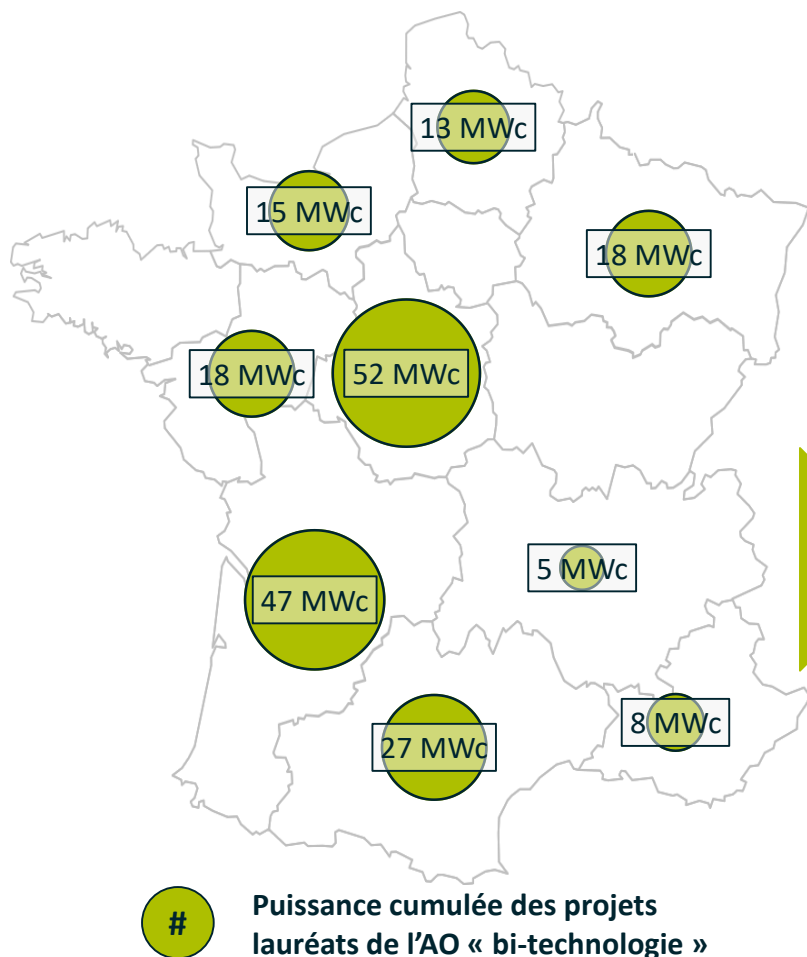 13 MWc
15 MWc
18 MWc
18 MWc
52 MWc
5 MWc
47 MWc
8 MWc
27 MWc
#
Puissance cumulée des projets
lauréats de l’AO « bi-technologie »